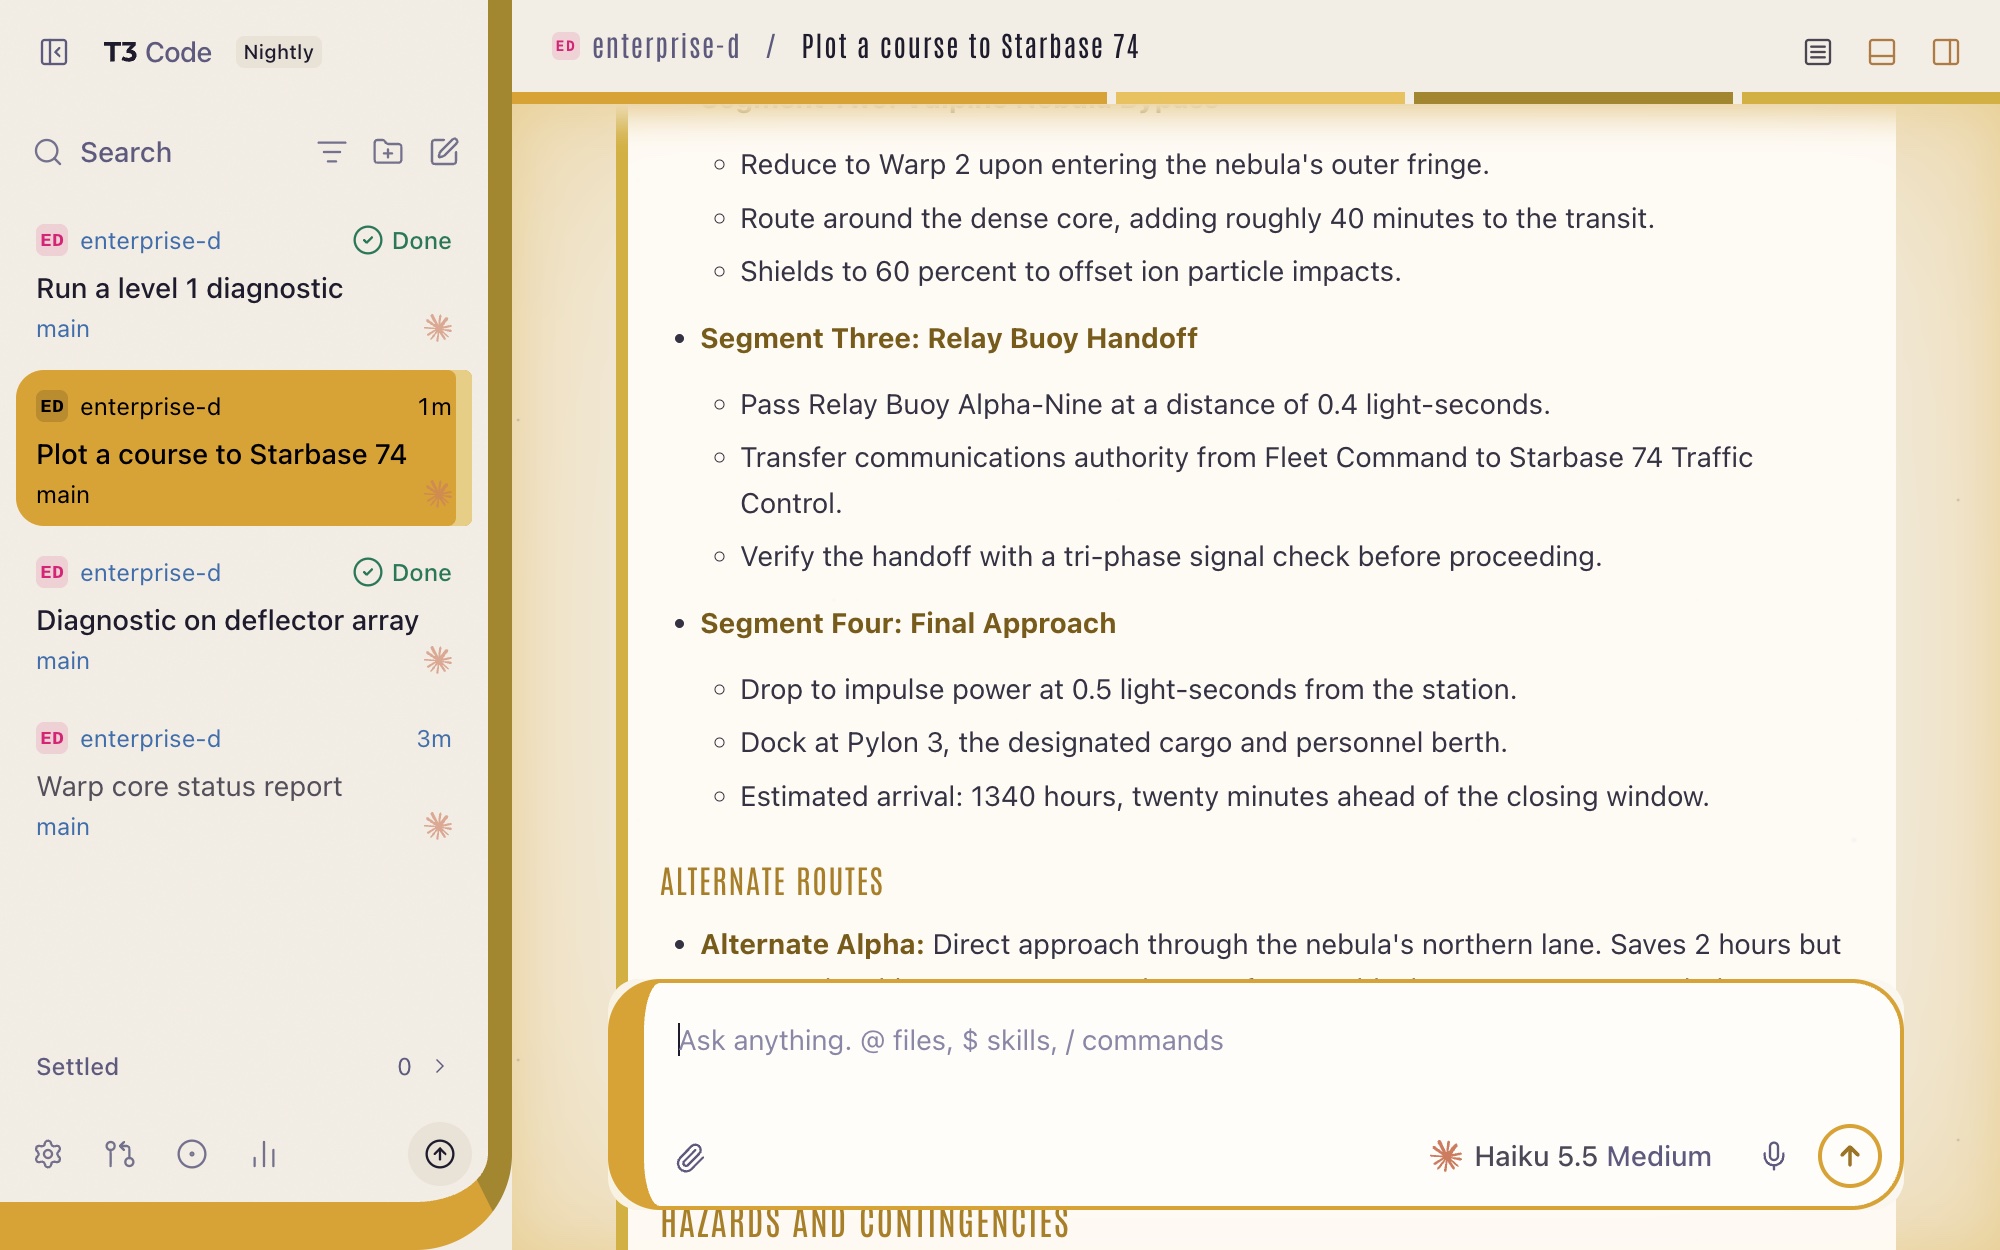 T3 Code Nightly
Search
ED enterprise-d Done
Run a level 1 diagnostic
main
ED enterprise-d 1m
Plot a course to Starbase 74
main
ED enterprise-d Done
Diagnostic on deflector array
main
ED enterprise-d 3m
Warp core status report
main
Settled 0
ED enterprise-d / Plot a course to Starbase 74
Reduce to Warp 2 upon entering the nebula's outer fringe.
Route around the dense core, adding roughly 40 minutes to the transit.
Shields to 60 percent to offset ion particle impacts.
Segment Three: Relay Buoy Handoff
Pass Relay Buoy Alpha-Nine at a distance of 0.4 light-seconds.
Transfer communications authority from Fleet Command to Starbase 74 Traffic
Control.
Verify the handoff with a tri-phase signal check before proceeding.
Segment Four: Final Approach
Drop to impulse power at 0.5 light-seconds from the station.
Dock at Pylon 3, the designated cargo and personnel berth.
Estimated arrival: 1340 hours, twenty minutes ahead of the closing window.
ALTERNATE ROUTES
Alternate Alpha: Direct approach through the nebula's northern lane. Saves 2 hours but
Ask anything. @ files, $ skills, / commands
Haiku 5.5 Medium
HAZARDS AND CONTINGENCIES